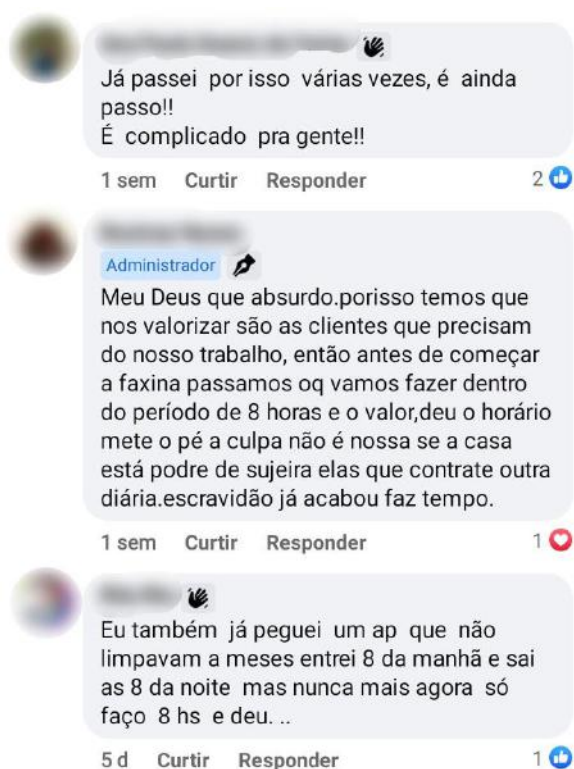 Já passei por isso várias vezes, é ainda
passo!!
É complicado pra gente!!
1 sem Curtir Responder 2
Administrador
Meu Deus que absurdo.porisso temos que
nos valorizar são as clientes que precisam
do nosso trabalho, então antes de começar
a faxina passamos oq vamos fazer dentro
do período de 8 horas e o valor,deu o horário
mete o pé a culpa não é nossa se a casa
está podre de sujeira elas que contrate outra
diária.escravidão já acabou faz tempo.
1 sem Curtir Responder 1
Eu também já peguei um ap que não
limpavam a meses entrei 8 da manhã e sai
as 8 da noite mas nunca mais agora só
faço 8 hs e deu. ..
5 d Curtir Responder 1